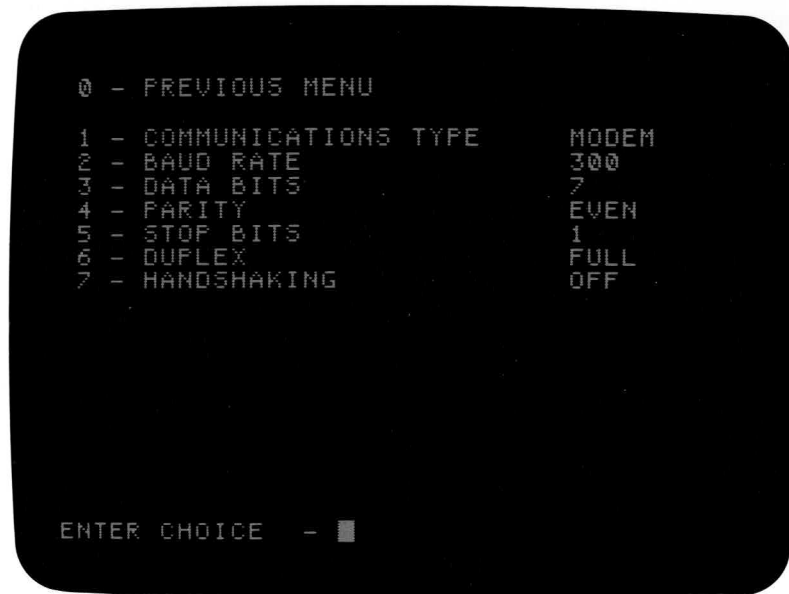 0 - PREVIOUS MENU
1 - COMMUNICATIONS TYPE MODEM
2 - BAUD RATE 300
3 - DATA BITS 7
4 - PARITY EVEN
5 - STOP BITS 1
6 - DUPLEX FULL
7 - HANDSHAKING OFF
ENTER CHOICE -